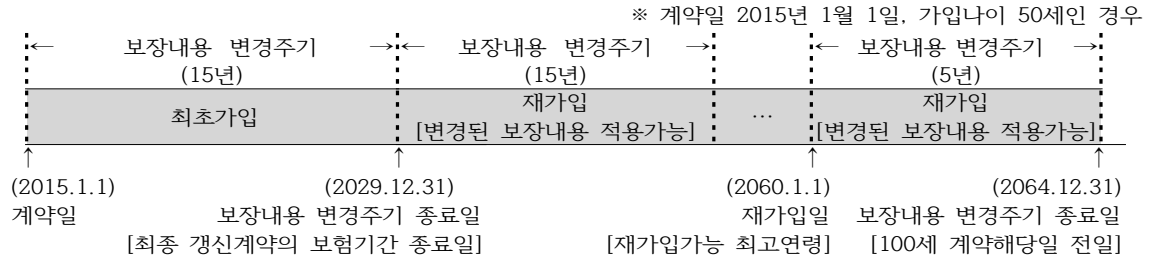 ※ 계약일 2015년 1월 1일, 가입나이 50세인 경우
← 보장내용 변경주기 →← 보장내용 변경주기 → ← 보장내용 변경주기 →
(15년) (15년) (5년)
최초가입 재가입 … 재가입
[변경된 보장내용 적용가능] [변경된 보장내용 적용가능]
↑ ↑ ↑ ↑
(2015.1.1) (2029.12.31) (2060.1.1) (2064.12.31)
계약일 보장내용 변경주기 종료일 재가입일 보장내용 변경주기 종료일
[최종 갱신계약의 보험기간 종료일] [재가입가능 최고연령] [100세 계약해당일 전일]